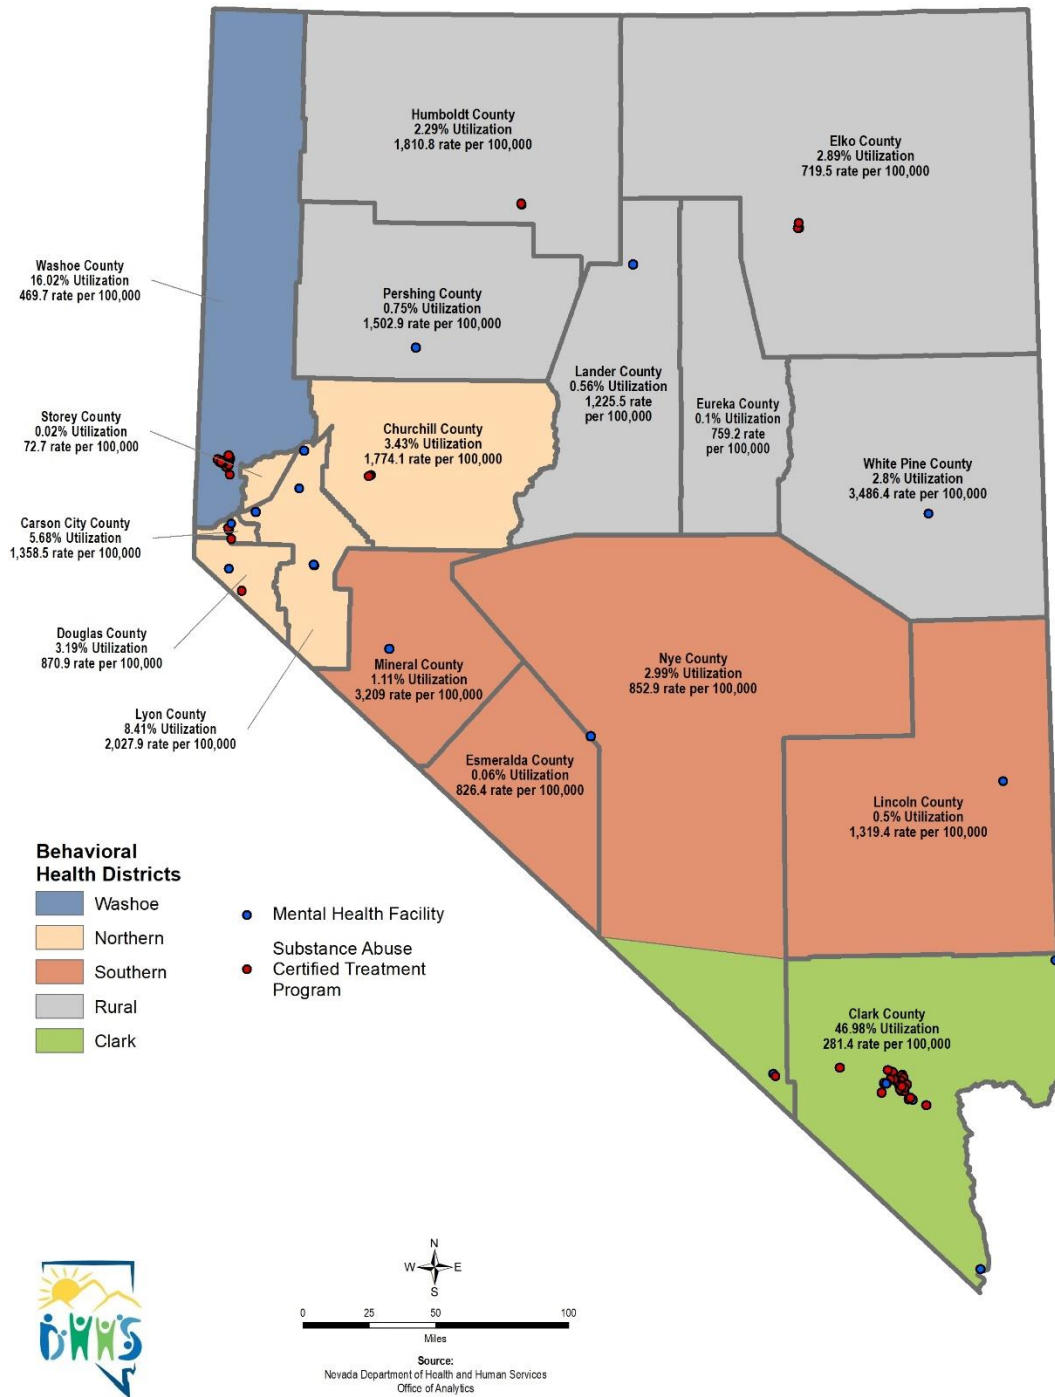 Humboldt County
2.29% Utilization
1,810.8 rate per 100,000
Elko County
2.89% Utilization
719.5 rate per 100,000
Washoe County
16.02% Utilization
469.7 rate per 100,000
Pershing County
0.75% Utilization
1,502.9 rate per 100,000
Lander County
0.56% Utilization
1,225.5 rate
per 100,000
Eureka County
0.1% Utilization
759.2 rate
per 100,000
Storey County
0.02% Utilization
72.7 rate per 100,000
Churchill County
3.43% Utilization
1,774.1 rate per 100,000
White Pine County
2.8% Utilization
3,486.4 rate per 100,000
Carson City County
5.68% Utilization
1,358.5 rate per 100,000
Douglas County
3.19% Utilization
870.9 rate per 100,000
Mineral County
1.11% Utilization
3,209 rate per 100,000
Nye County
2.99% Utilization
852.9 rate per 100,000
Lyon County
8.41% Utilization
2,027.9 rate per 100,000
Esmeralda County
0.06% Utilization
826.4 rate per 100,000
Lincoln County
0.5% Utilization
1,319.4 rate per 100,000
Clark County
46.98% Utilization
281.4 rate per 100,000
Behavioral
Health Districts
Washoe
Northern
Southern
Rural
Clark
Mental Health Facility
Substance Abuse
Certified Treatment
Program
N
W E
S
0 25 50 100
Miles
Source:
Nevada Department of Health and Human Services
Office of Analytics
DHHS